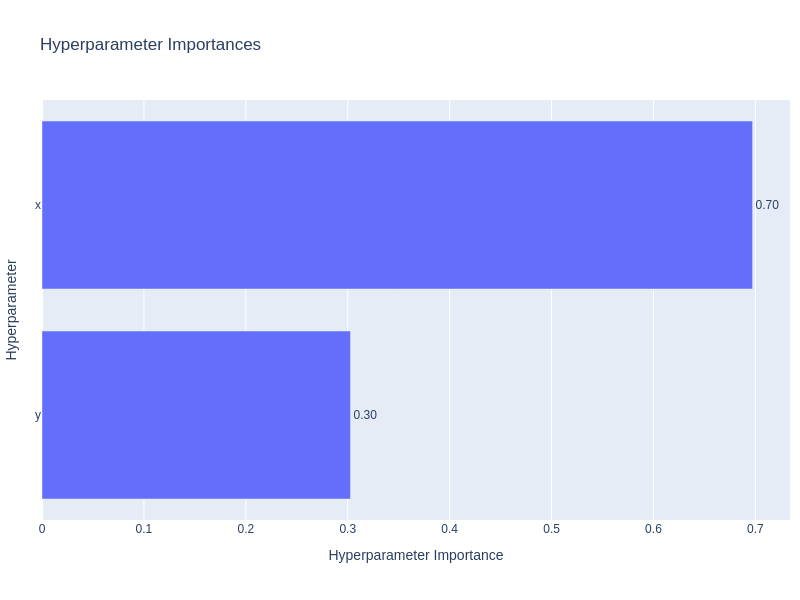 Hyperparameter Importances
Hyperparameter
x
0.70
y
0.30
0 0.1 0.2 0.3 0.4 0.5 0.6 0.7
Hyperparameter Importance